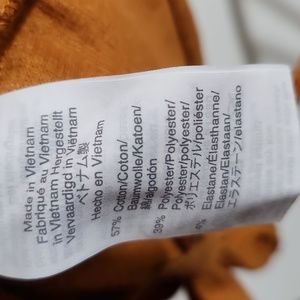 Made in Vietnam
Fabriqué au Vietnam
in Vietnam hergestellt
Vervaardigd in Vietnam
ベトナム製
Hecho en Vietnam
57% Cotton/Coton/
Baumwolle/Katoen/
綿/algodón
39% Polyester/Polyester/
Polyester/polyester/
ポリエステル/poliéster
4% Elastane/Élasthanne/
Elastan/Elastaan/
エラスターン/elastano